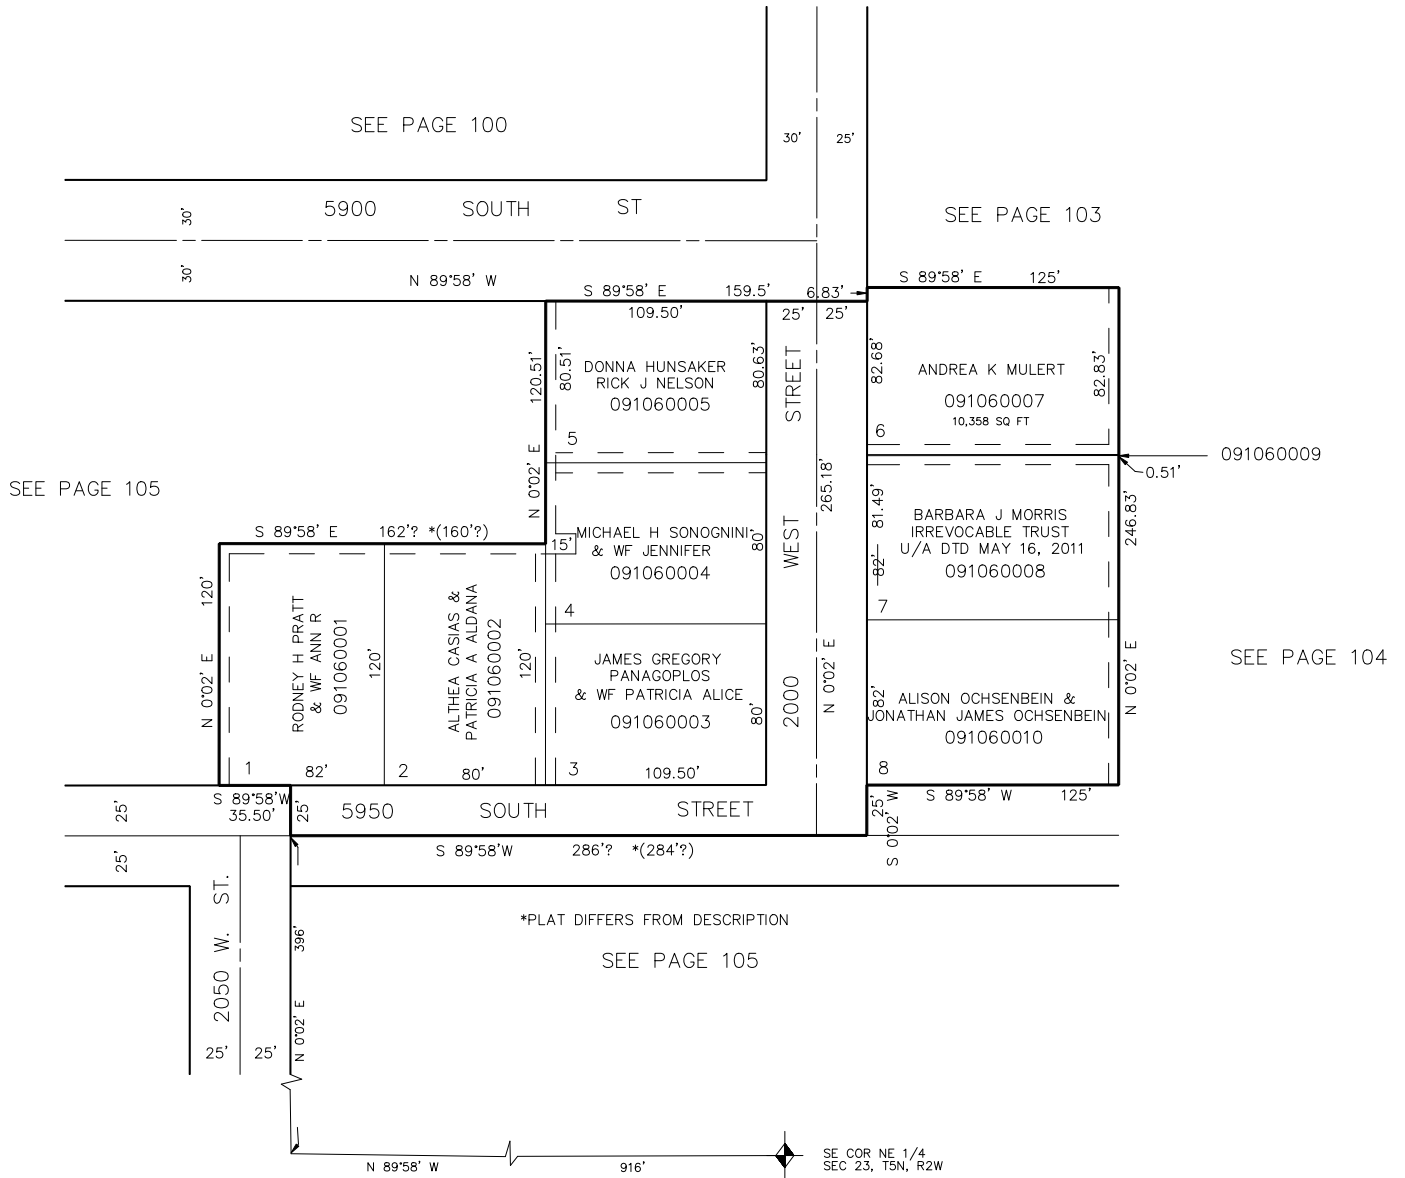 SEE PAGE 100
30'
25'
5900 SOUTH ST
30'
30'
SEE PAGE 103
N 89°58' W
S 89°58' E 159.5'
6.83'
S 89°58' E 125'
109.50'
25'
25'
DONNA HUNSAKER
RICK J NELSON
091060005
5
120.51'
80.51'
80.63'
N 0°02' E
2000 WEST STREET
265.18'
N 0°02' E
82.68'
82.83'
ANDREA K MULERT
091060007
10,358 SQ FT
6
091060009
0.51'
SEE PAGE 105
S 89°58' E 162'? *(160'?)
15'
MICHAEL H SONOGNINI
& WF JENNIFER
091060004
80'
4
81.49'
82'
246.83'
BARBARA J MORRIS
IRREVOCABLE TRUST
U/A DTD MAY 16, 2011
091060008
7
120'
N 0°02' E
RODNEY H PRATT
& WF ANN R
091060001
120'
ALTHEA CASIAS &
PATRICIA A ALDANA
091060002
120'
JAMES GREGORY
PANAGOPLOS
& WF PATRICIA ALICE
091060003
80'
SEE PAGE 104
82'
ALISON OCHSENBEIN &
JONATHAN JAMES OCHSENBEIN
091060010
N 0°02' E
1
82'
2
80'
3
109.50'
8
S 89°58'W
35.50'
25'
25'
25'
5950 SOUTH STREET
S 89°58' W 125'
25'
S 0°02' W
S 89°58'W 286'? *(284'?)
2050 W. ST.
*PLAT DIFFERS FROM DESCRIPTION
396'
SEE PAGE 105
N 0°02' E
25'
25'
N 89°58' W
916'
SE COR NE 1/4
SEC 23, T5N, R2W